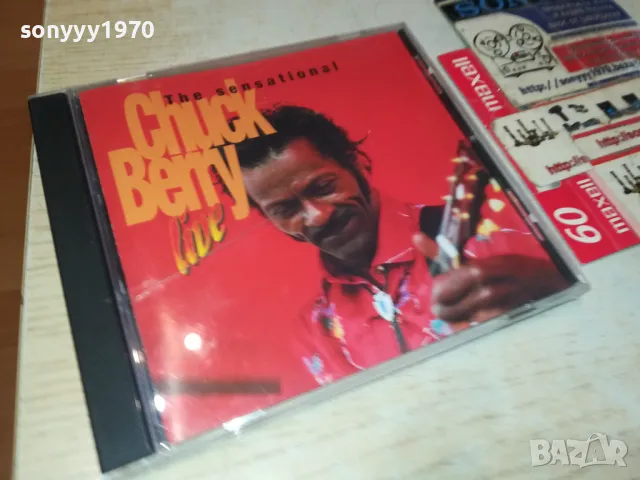 sonyyy1970
The sensational
Chuck
Berry
live
maxell
maxell
60
BAZAR